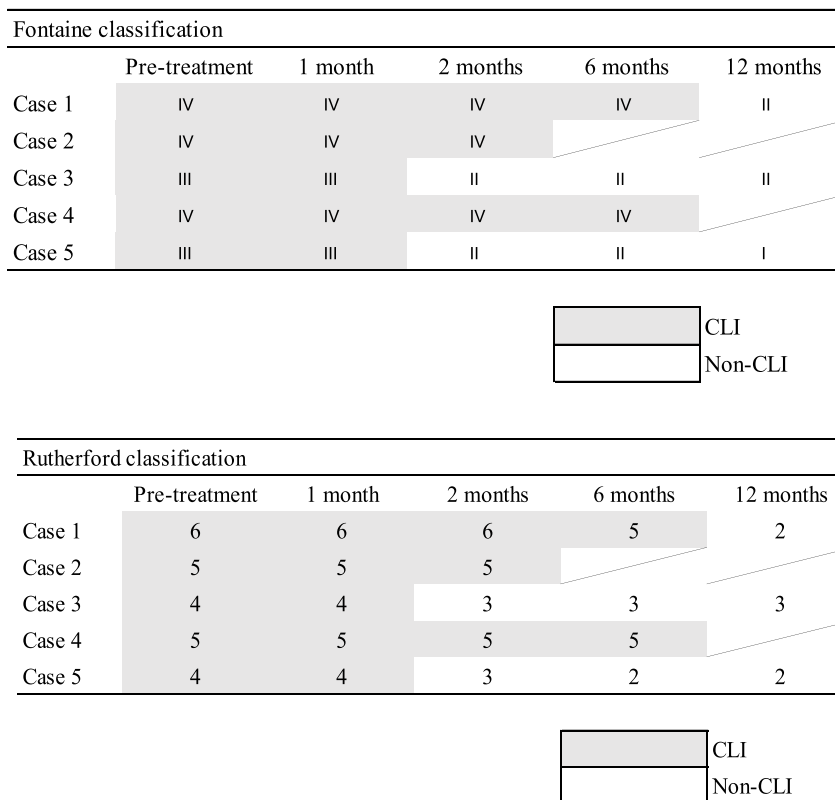 Fontaine classification
Pre-treatment 1 month 2 months 6 months 12 months
Case 1 IV IV IV IV II
Case 2 IV IV IV
Case 3 III III II II II
Case 4 IV IV IV IV
Case 5 III III II II I
CLI
Non-CLI
Rutherford classification
Pre-treatment 1 month 2 months 6 months 12 months
Case 1 6 6 6 5 2
Case 2 5 5 5
Case 3 4 4 3 3 3
Case 4 5 5 5 5
Case 5 4 4 3 2 2
CLI
Non-CLI